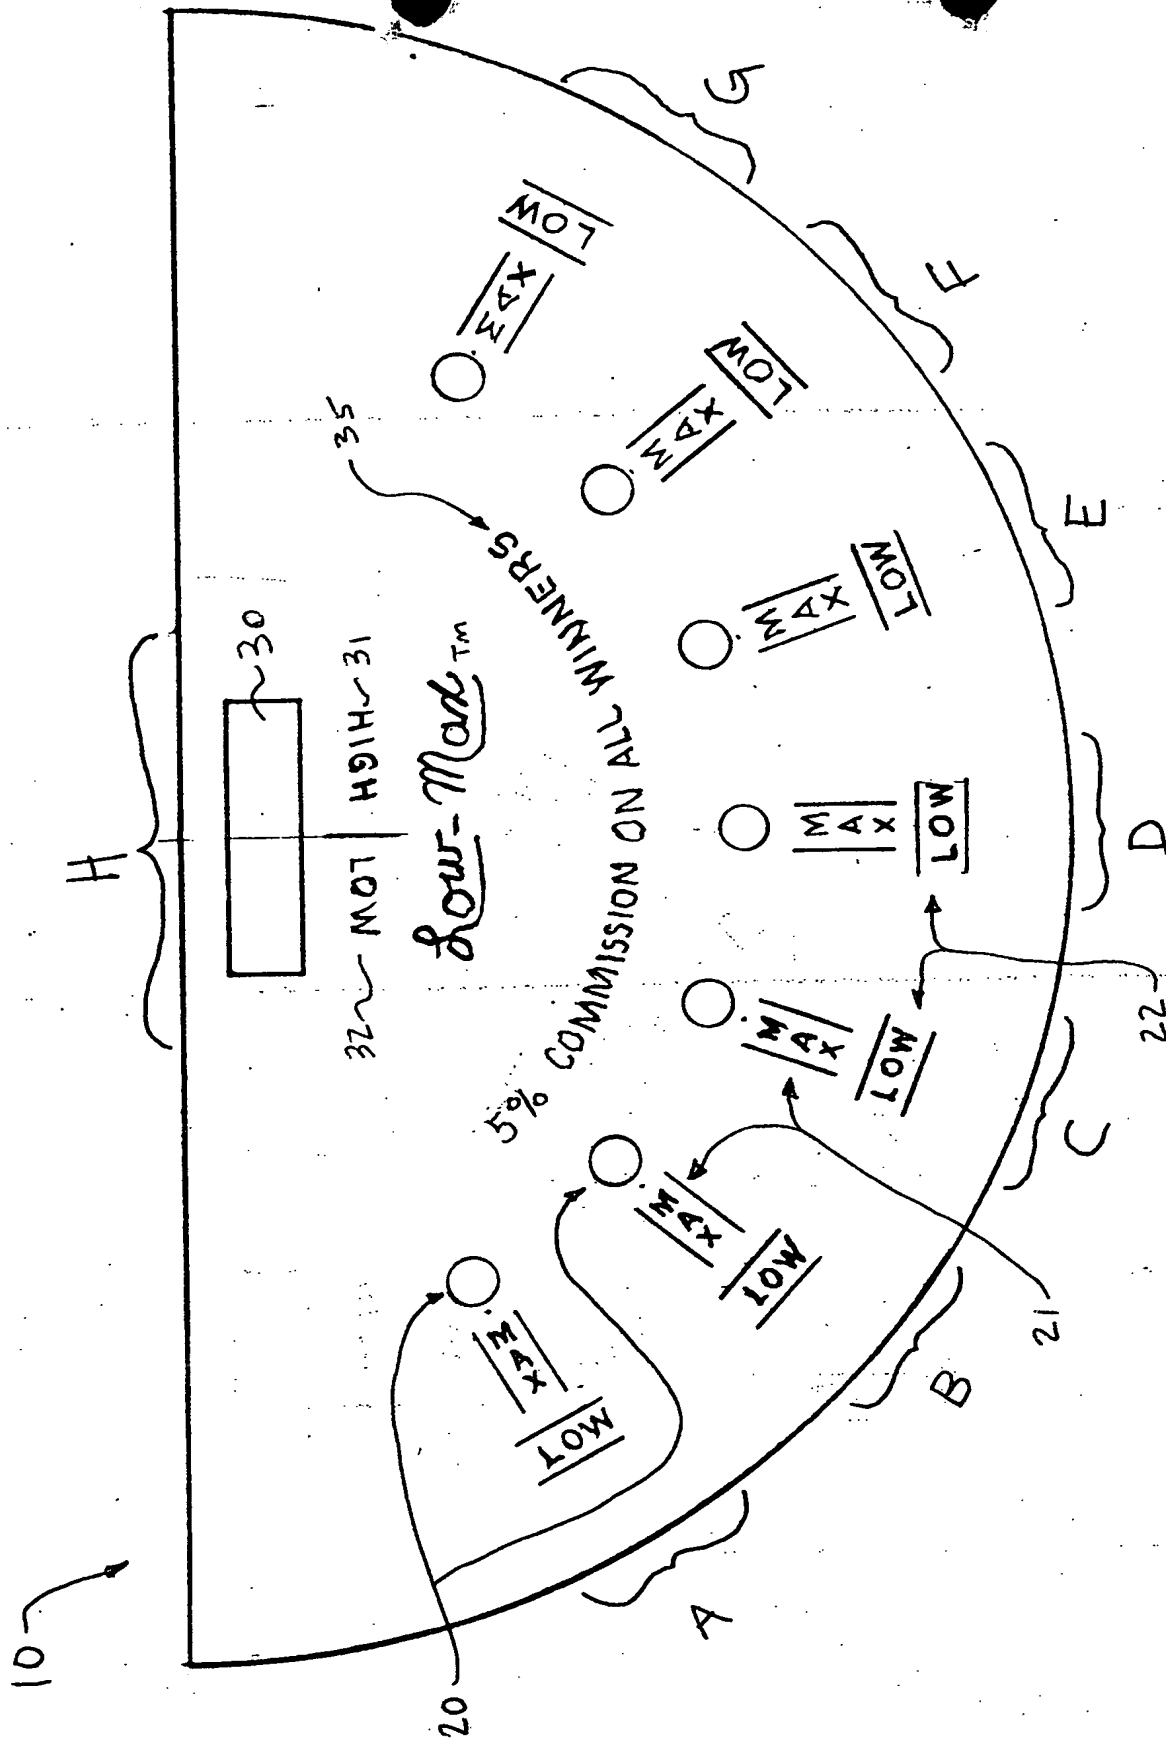 10
H
30
32 LOW HIGH 31
Low-Max TM
35
5% COMMISSION ON ALL WINNERS
MAX
LOW
MAX
LOW
MAX
LOW
MAX
LOW
MAX
LOW
MAX
LOW
MAX
LOW
20
A
B
21
C
22
D
E
F
G